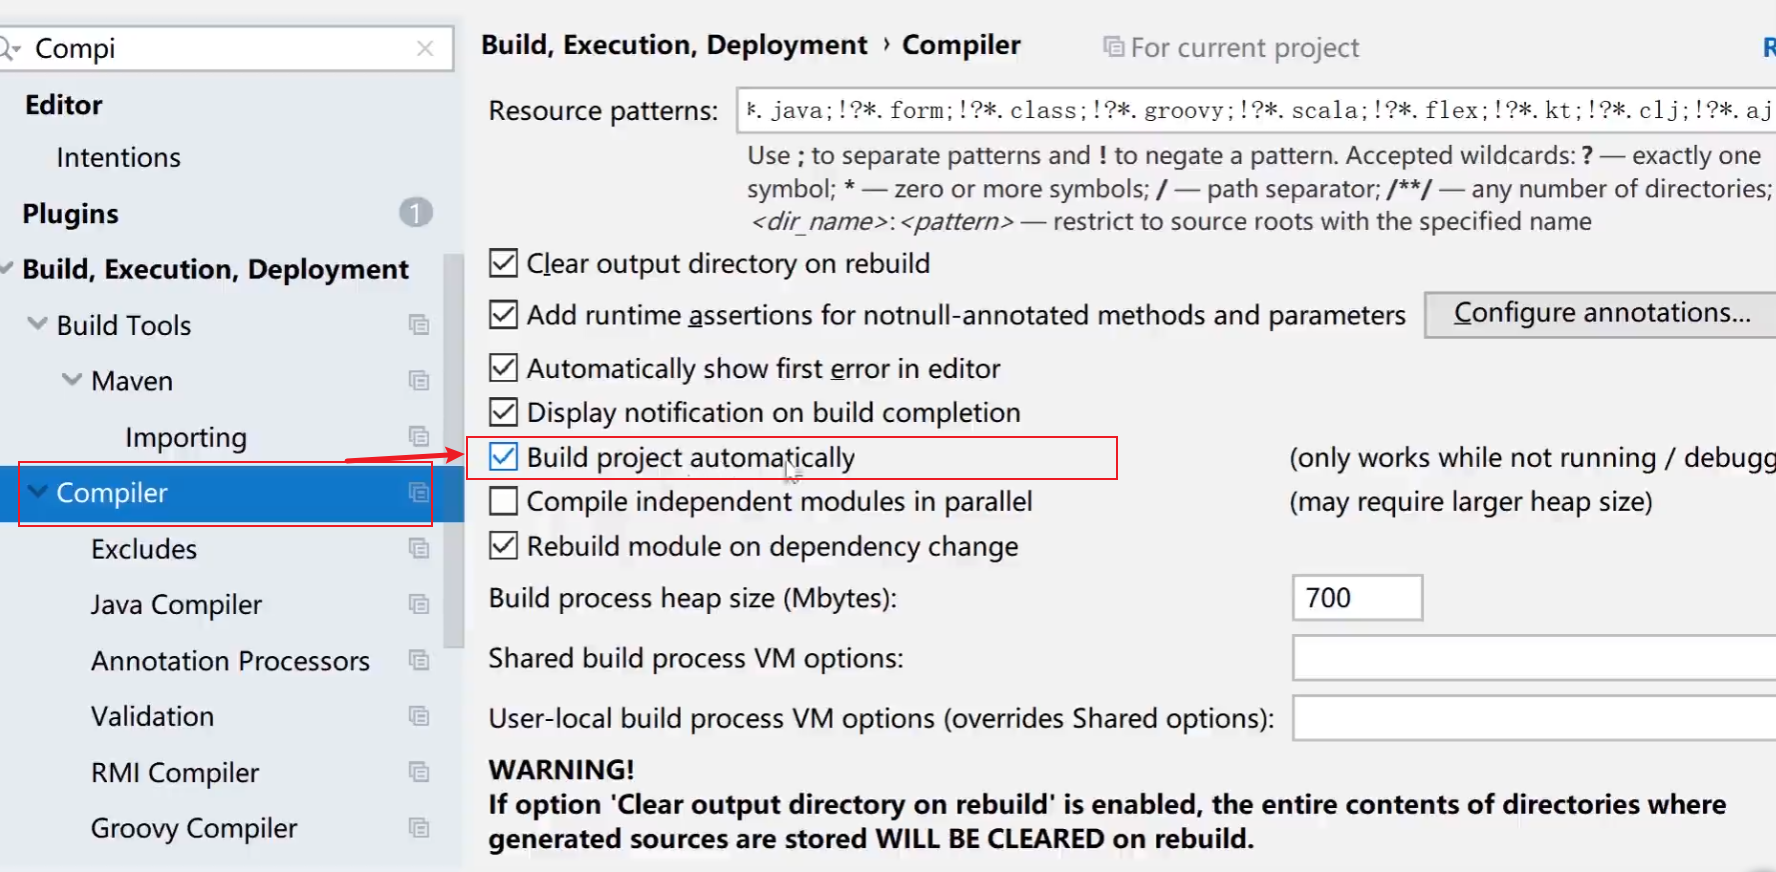 Compi
Editor
Intentions
Plugins
1
Build, Execution, Deployment
Build Tools
Maven
Importing
Compiler
Excludes
Java Compiler
Annotation Processors
Validation
RMI Compiler
Groovy Compiler
Build, Execution, Deployment › Compiler
For current project
R
Resource patterns:
*.java;!?*.form;!?*.class;!?*.groovy;!?*.scala;!?*.flex;!?*.kt;!?*.clj;!?*.aj
Use ; to separate patterns and ! to negate a pattern. Accepted wildcards: ? — exactly one
symbol; * — zero or more symbols; / — path separator; /**/ — any number of directories;
<dir_name>:<pattern> — restrict to source roots with the specified name
Clear output directory on rebuild
Add runtime assertions for notnull-annotated methods and parameters
Configure annotations...
Automatically show first error in editor
Display notification on build completion
Build project automatically
(only works while not running / debugg
Compile independent modules in parallel
(may require larger heap size)
Rebuild module on dependency change
Build process heap size (Mbytes):
700
Shared build process VM options:
User-local build process VM options (overrides Shared options):
WARNING!
If option 'Clear output directory on rebuild' is enabled, the entire contents of directories where
generated sources are stored WILL BE CLEARED on rebuild.